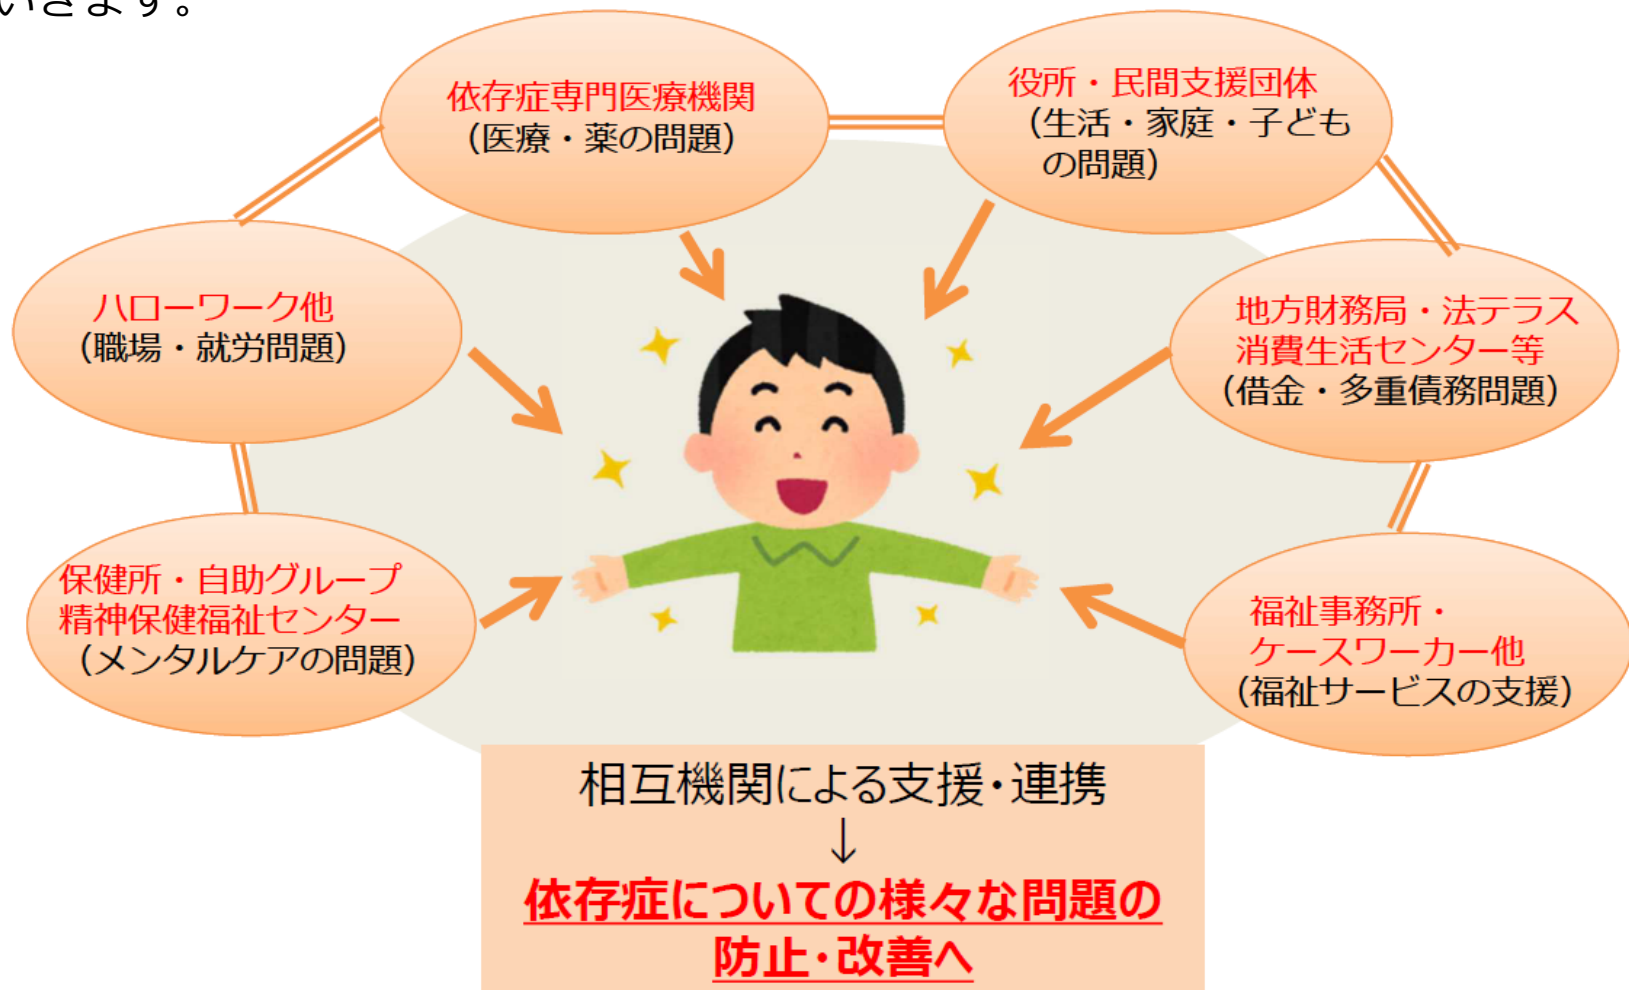 いきます。
依存症専門医療機関
（医療・薬の問題）
役所・民間支援団体
（生活・家庭・子ども
の問題）
ハローワーク他
（職場・就労問題）
地方財務局・法テラス
消費生活センター等
（借金・多重債務問題）
保健所・自助グループ
精神保健福祉センター
（メンタルケアの問題）
福祉事務所・
ケースワーカー他
（福祉サービスの支援）
相互機関による支援・連携
↓
依存症についての様々な問題の
防止・改善へ